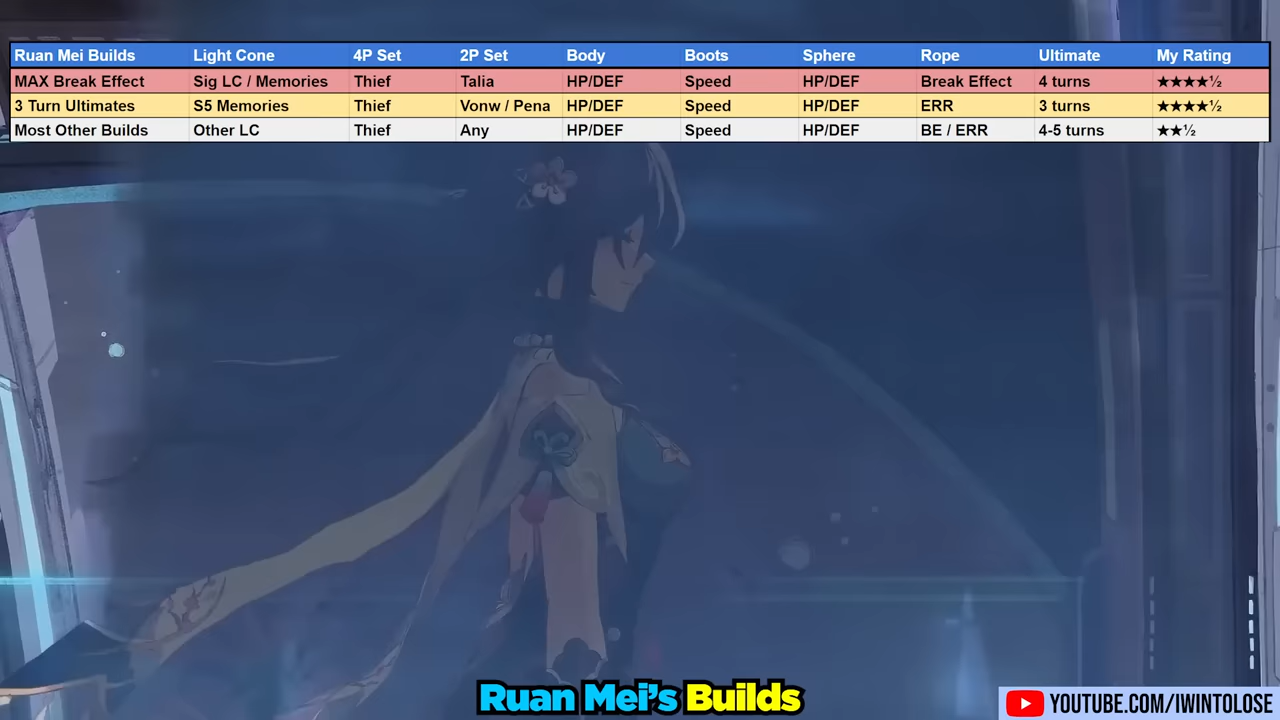 Ruan Mei Builds Light Cone 4P Set 2P Set Body Boots Sphere Rope Ultimate My Rating
MAX Break Effect Sig LC / Memories Thief Talia HP/DEF Speed HP/DEF Break Effect 4 turns ★★★★½
3 Turn Ultimates S5 Memories Thief Vonw / Pena HP/DEF Speed HP/DEF ERR 3 turns ★★★★½
Most Other Builds Other LC Thief Any HP/DEF Speed HP/DEF BE / ERR 4-5 turns ★★½
Ruan Mei's Builds
YOUTUBE.COM/IWINTOLOSE